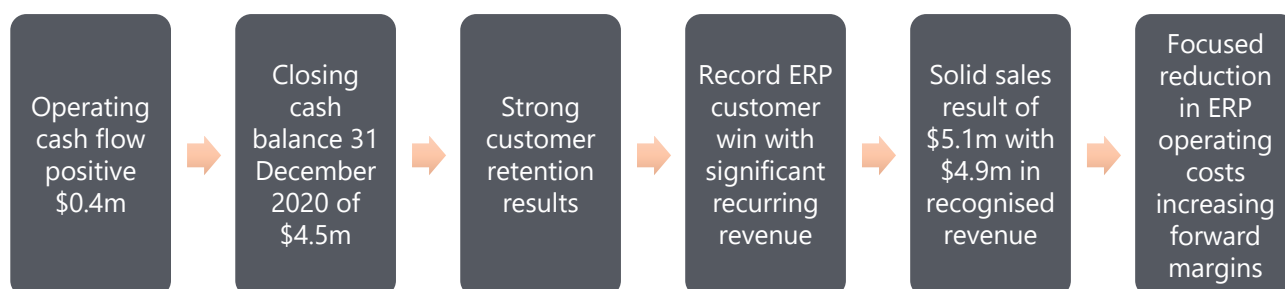 Operating
cash flow
positive
$0.4m
Closing
cash
balance 31
December
2020 of
$4.5m
Strong
customer
retention
results
Record ERP
customer
win with
significant
recurring
revenue
Solid sales
result of
$5.1m with
$4.9m in
recognised
revenue
Focused
reduction
in ERP
operating
costs
increasing
forward
margins